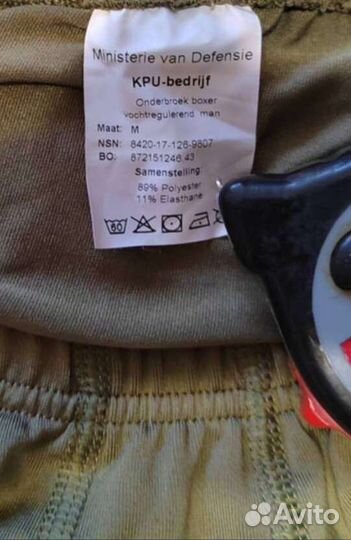 Ministerie van Defensie
KPU-bedrijf
Onderbroek boxer
vochtregulerend man
Maat: M
NSN: 8420-17-126-9807
BO: 872151246.43
Samenstelling
89% Polyester
11% Elasthane
60
Avito